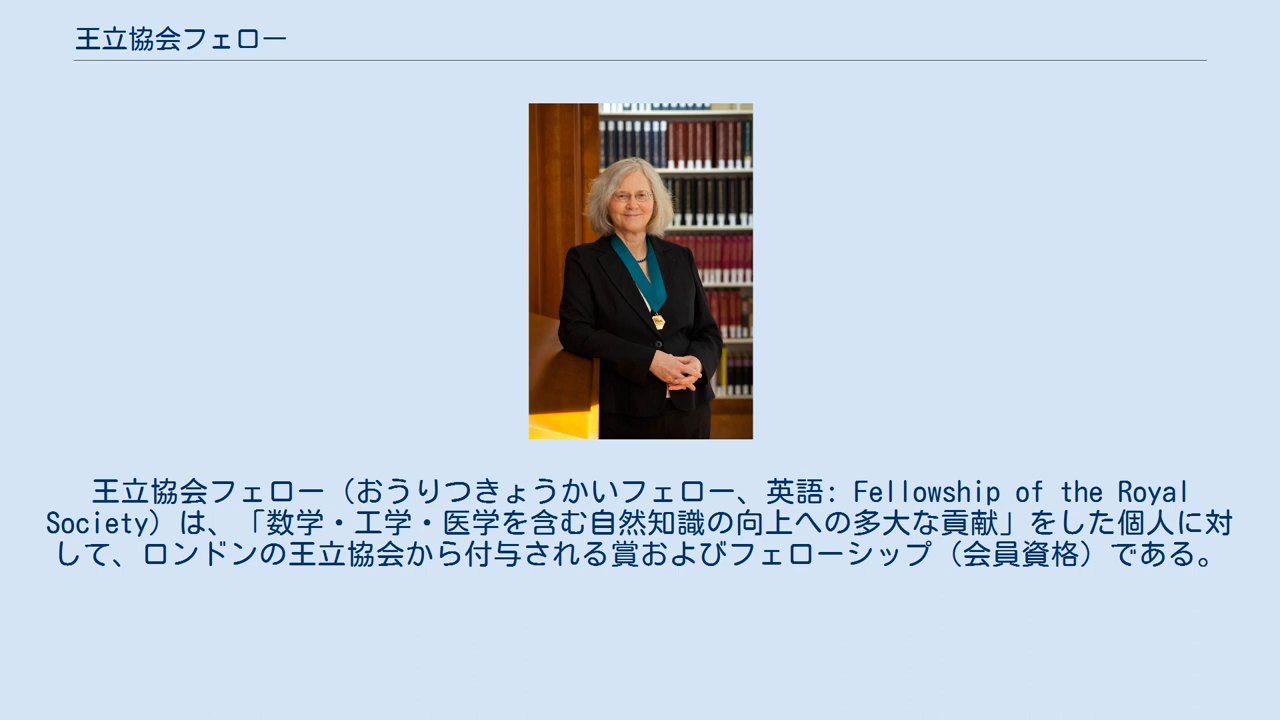 王立協会フェロー
王立協会フェロー（おうりつきょうかいフェロー、英語: Fellowship of the Royal
Society）は、「数学・工学・医学を含む自然知識の向上への多大な貢献」をした個人に対
して、ロンドンの王立協会から付与される賞およびフェローシップ（会員資格）である。